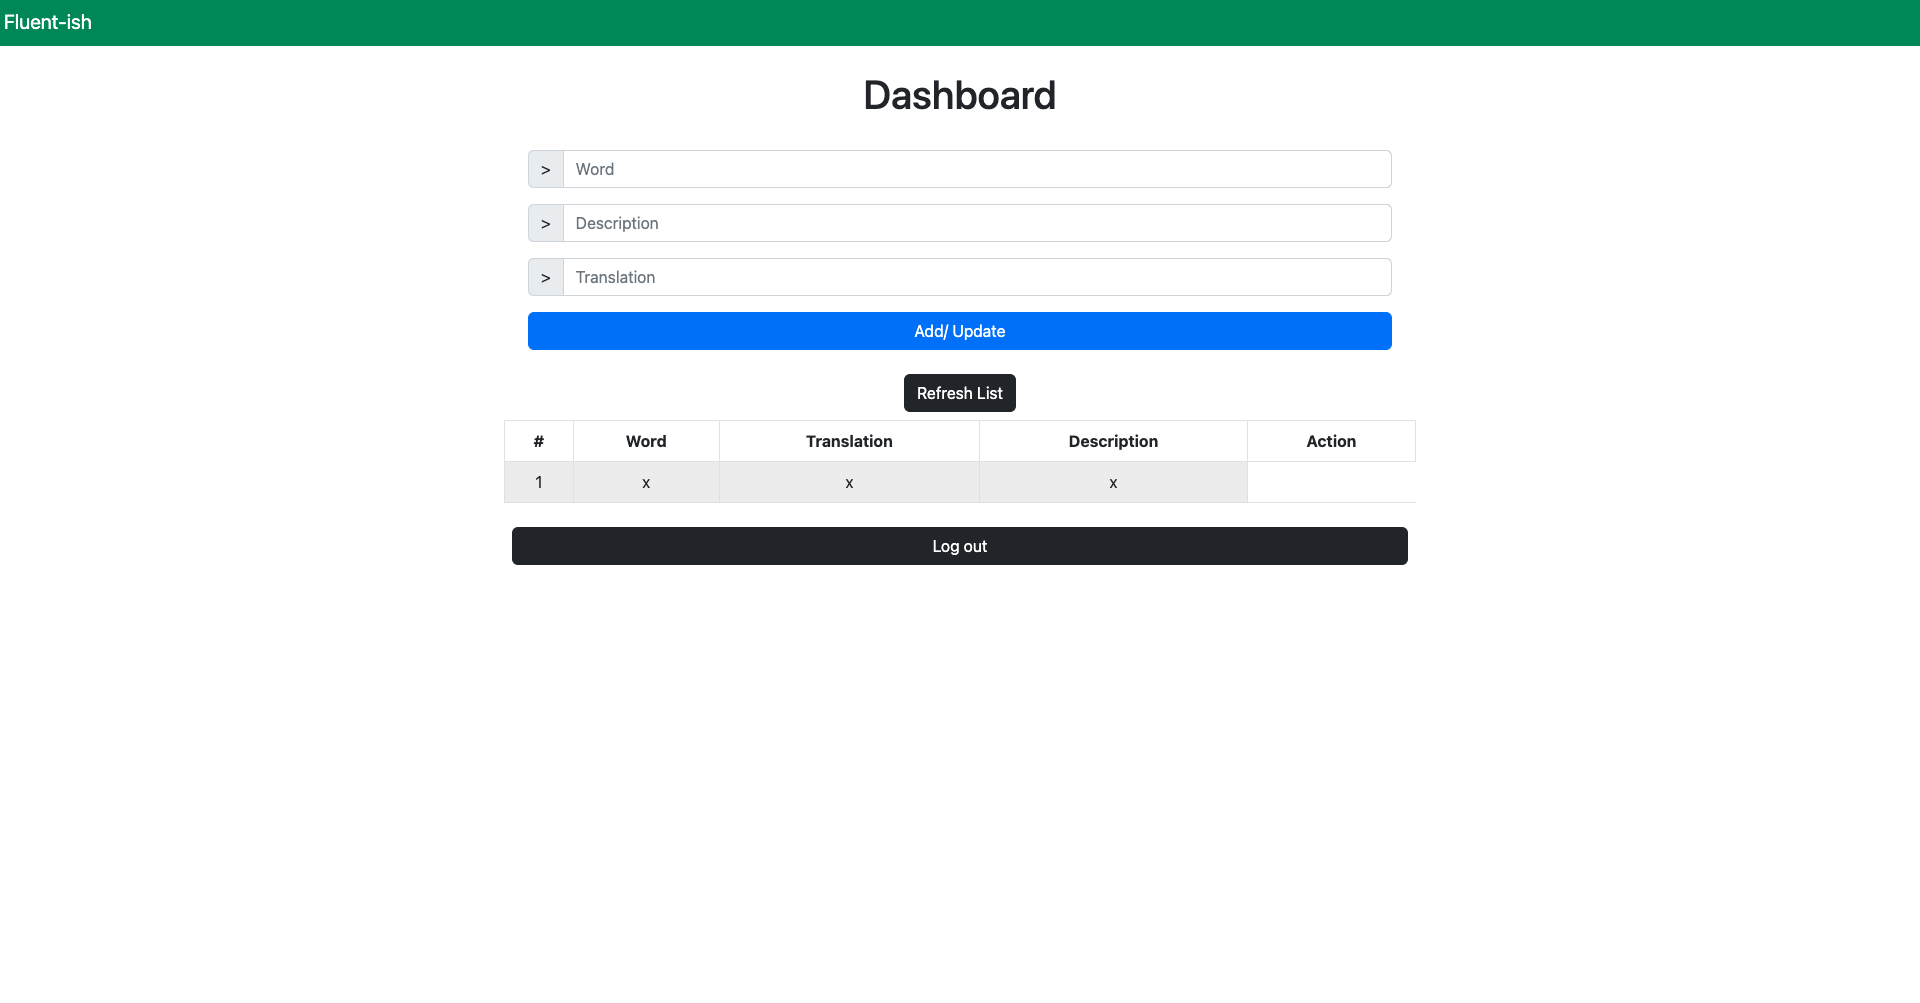 Fluent-ish
Dashboard
> Word
> Description
> Translation
Add/ Update
Refresh List
# Word Translation Description Action
1 x x x
Log out